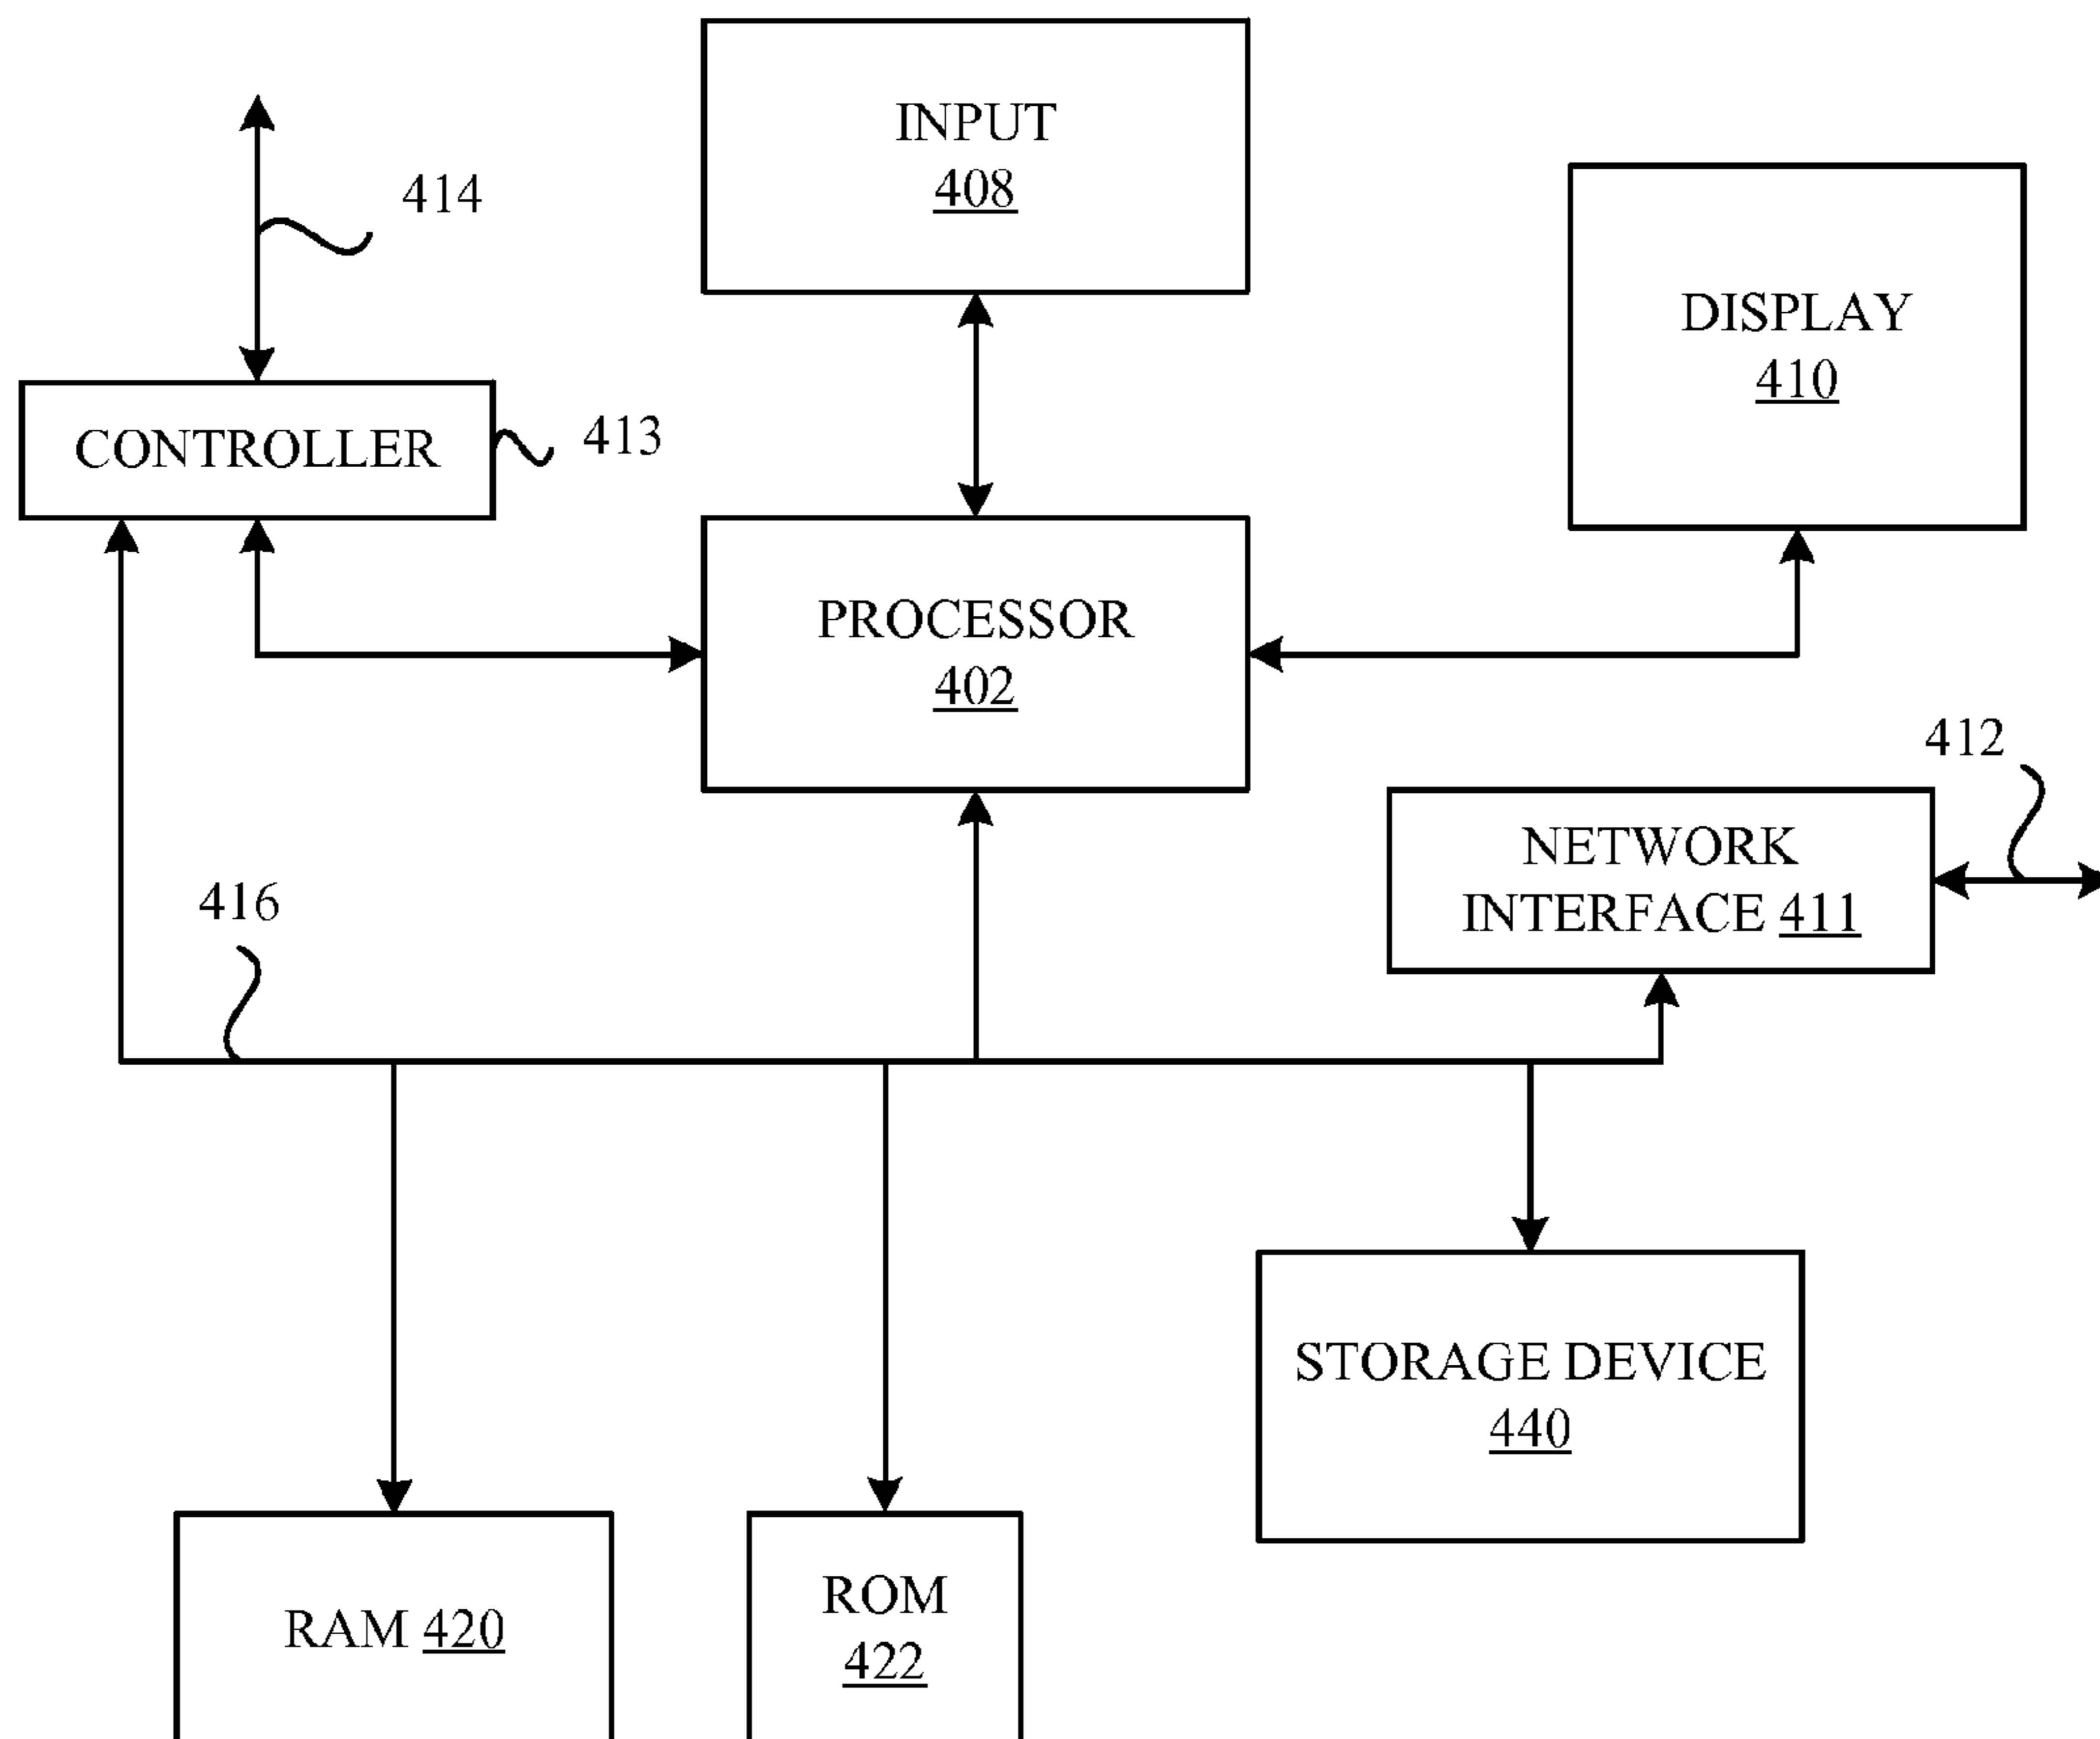 INPUT
408
414
DISPLAY
410
CONTROLLER
413
PROCESSOR
402
412
NETWORK
INTERFACE 411
416
STORAGE DEVICE
440
RAM 420
ROM
422